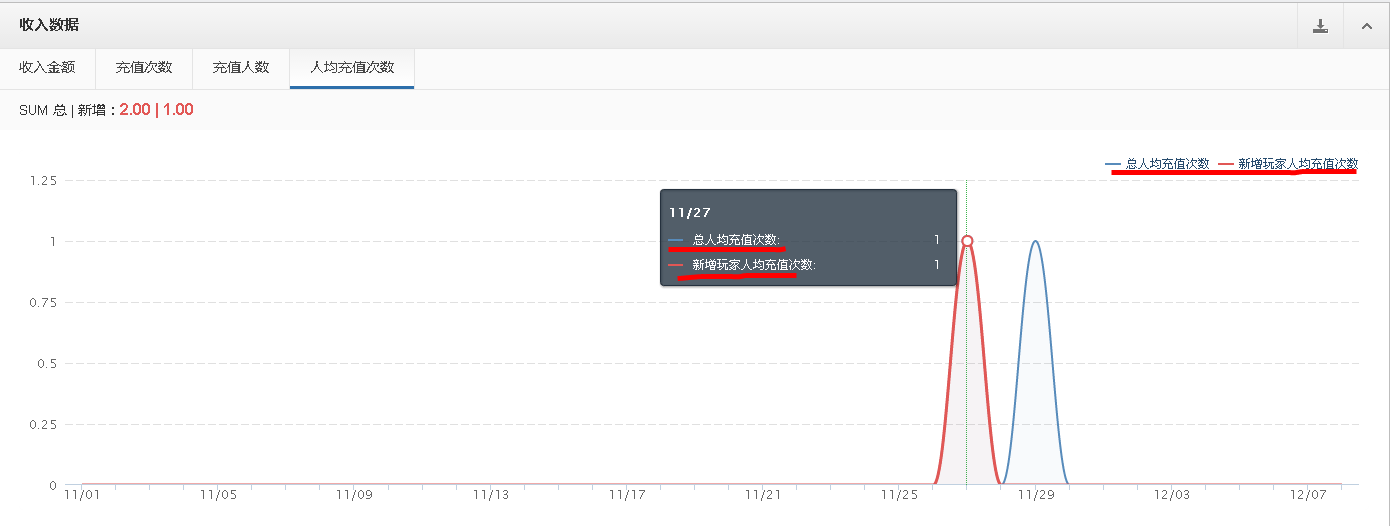 收入数据
收入金额 充值次数 充值人数 人均充值次数
SUM 总 | 新增：2.00 | 1.00
总人均充值次数 新增玩家人均充值次数
1.25
11/27
总人均充值次数: 1
新增玩家人均充值次数: 1
1
0.75
0.5
0.25
0
11/01 11/05 11/09 11/13 11/17 11/21 11/25 11/29 12/03 12/07